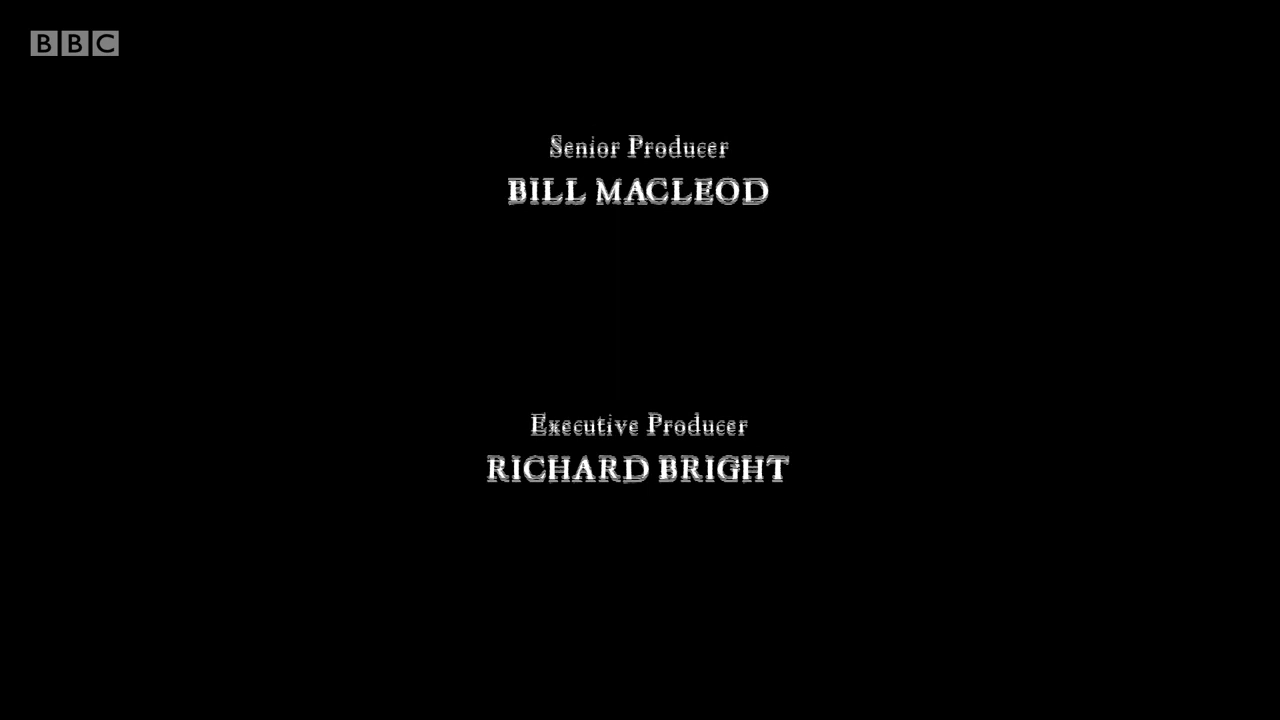 BBC
Senior Producer
BILL MACLEOD
Executive Producer
RICHARD BRIGHT